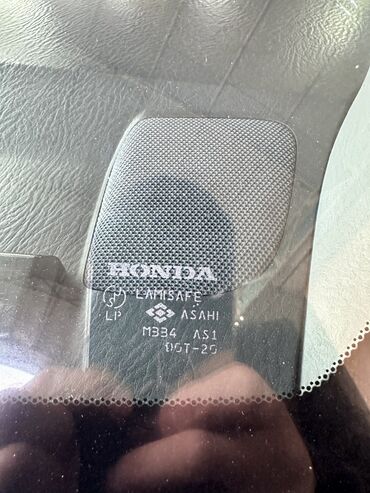 HONDA
LAMISAFE
LP ASAHI
M334 AS1
DOT-20